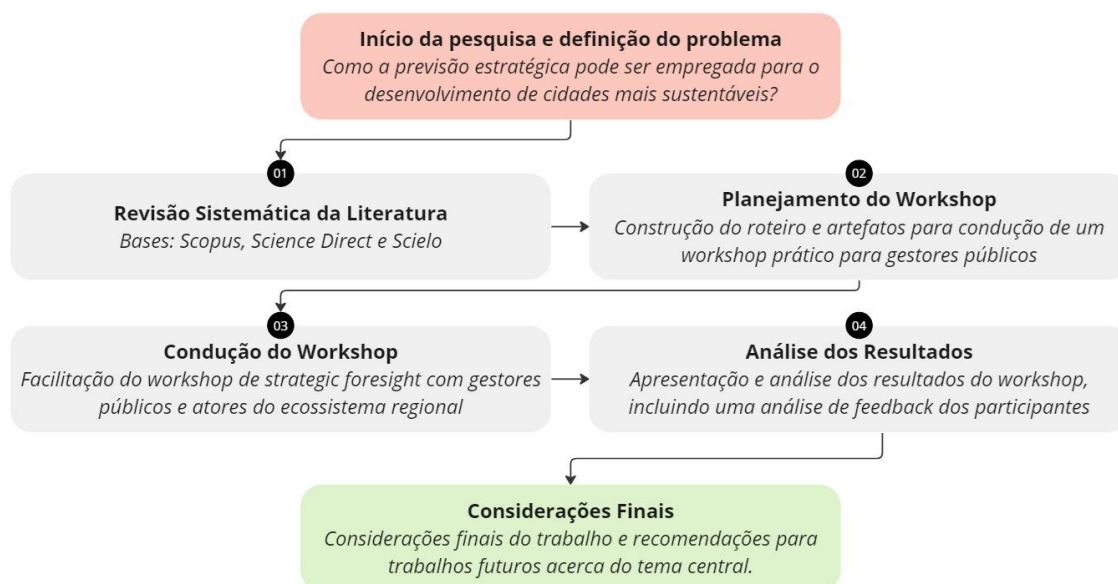 Início da pesquisa e definição do problema
Como a previsão estratégica pode ser empregada para o
desenvolvimento de cidades mais sustentáveis?
01
Revisão Sistemática da Literatura
Bases: Scopus, Science Direct e Scielo
02
Planejamento do Workshop
Construção do roteiro e artefatos para condução de um
workshop prático para gestores públicos
03
Condução do Workshop
Facilitação do workshop de strategic foresight com gestores
públicos e atores do ecossistema regional
04
Análise dos Resultados
Apresentação e análise dos resultados do workshop,
incluindo uma análise de feedback dos participantes
Considerações Finais
Considerações finais do trabalho e recomendações para
trabalhos futuros acerca do tema central.